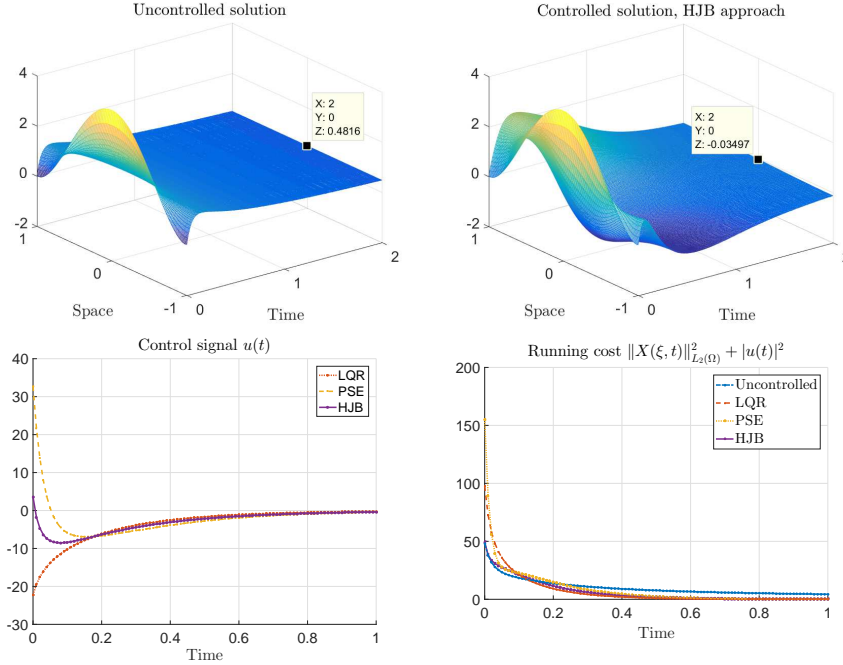 Uncontrolled solution
4
2
0
-2
1
0
-1
Space
0
1
2
Time
X: 2
Y: 0
Z: 0.4816
Controlled solution, HJB approach
4
2
0
-2
1
0
-1
Space
0
1
Time
X: 2
Y: 0
Z: -0.03497
Control signal u(t)
40
30
20
10
0
-10
-20
-30
0
0.2
0.4
0.6
0.8
1
Time
LQR
PSE
HJB
Running cost ‖X(ξ, t)‖²_{L₂(Ω)} + |u(t)|²
200
150
100
50
0
0
0.2
0.4
0.6
0.8
1
Time
Uncontrolled
LQR
PSE
HJB